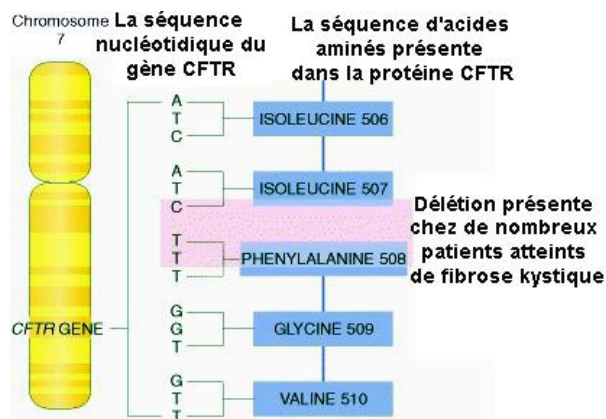 Chromosome
7
La séquence
nucléotidique du
gène CFTR
La séquence d'acides
aminés présente
dans la protéine CFTR
A
T
C
ISOLEUCINE 506
A
T
C
ISOLEUCINE 507
T
T
T
PHENYLALANINE 508
Délétion présente
chez de nombreux
patients atteints
de fibrose kystique
G
G
T
GLYCINE 509
CFTR GENE
G
T
T
VALINE 510